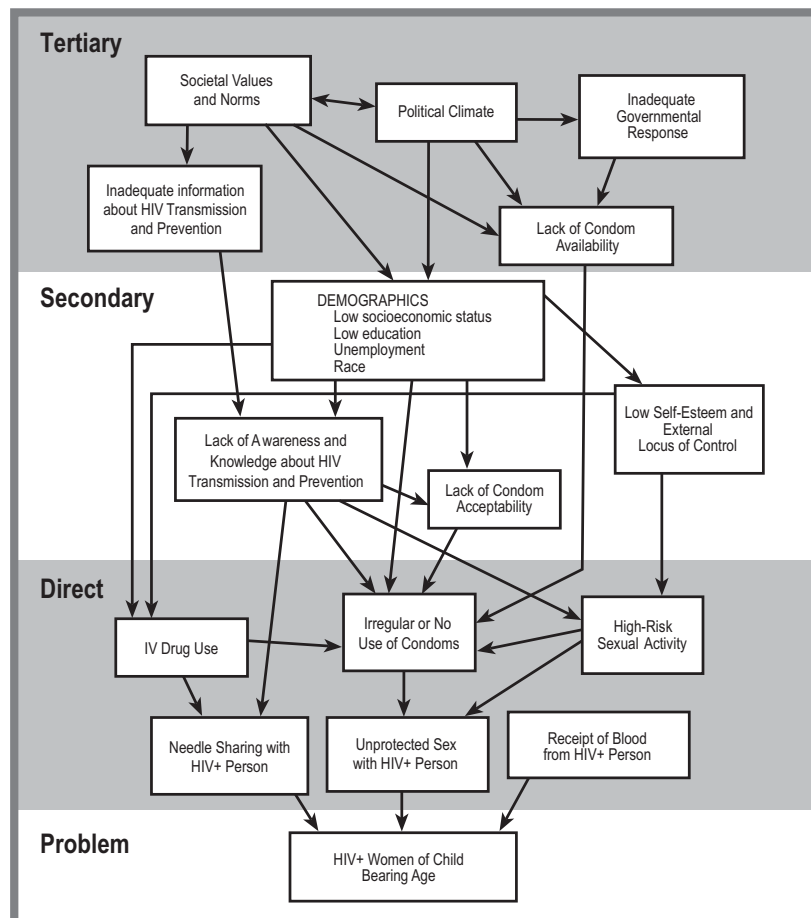 Tertiary
Societal Values
and Norms
Political Climate
Inadequate
Governmental
Response
Inadequate information
about HIV Transmission
and Prevention
Lack of Condom
Availability
Secondary
DEMOGRAPHICS
Low socioeconomic status
Low education
Unemployment
Race
Low Self-Esteem and
External
Locus of Control
Lack of Awareness and
Knowledge about HIV
Transmission and Prevention
Lack of Condom
Acceptability
Direct
IV Drug Use
Irregular or No
Use of Condoms
High-Risk
Sexual Activity
Needle Sharing with
HIV+ Person
Unprotected Sex
with HIV+ Person
Receipt of Blood
from HIV+ Person
Problem
HIV+ Women of Child
Bearing Age